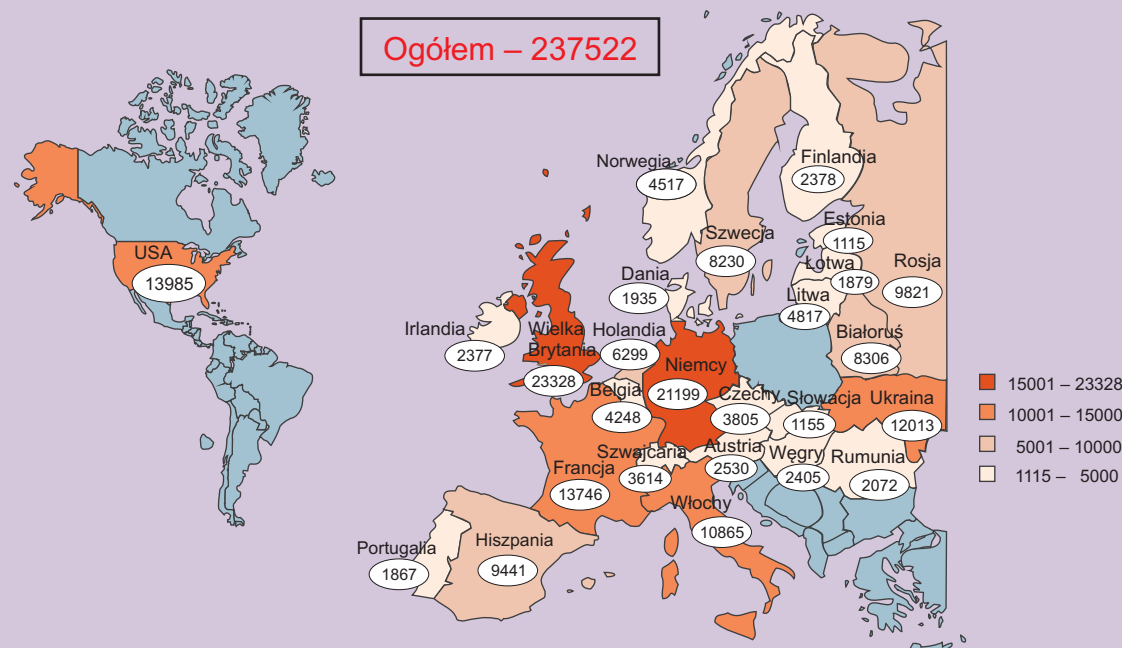 Ogółem – 237522
USA
13985
Norwegia
4517
Finlandia
2378
Szwecja
8230
Estonia
1115
Łotwa
1879
Rosja
9821
Dania
1935
Litwa
4817
Irlandia
2377
Wielka
Brytania
23328
Holandia
6299
Białoruś
8306
Niemcy
21199
Belgia
4248
Czechy
3805
Słowacja
1155
Ukraina
12013
Szwajcaria
3614
Austria
2530
Węgry
2405
Rumunia
2072
Francja
13746
Włochy
10865
Portugalia
1867
Hiszpania
9441
15001 – 23328
10001 – 15000
5001 – 10000
1115 – 5000